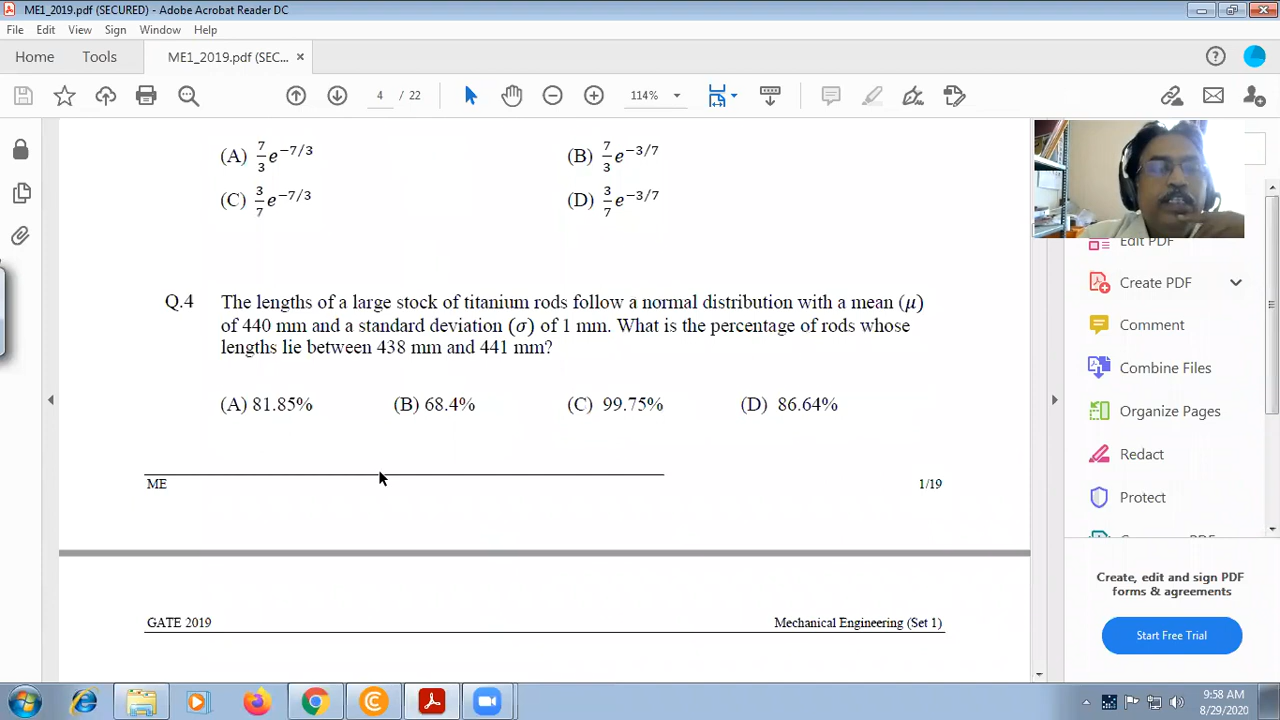 ME1_2019.pdf (SECURED) - Adobe Acrobat Reader DC
File Edit View Sign Window Help
Home Tools ME1_2019.pdf (SEC... ×
4 / 22 114%
(A) 7/3 e^{-7/3} (B) 7/3 e^{-3/7}
(C) 3/7 e^{-7/3} (D) 3/7 e^{-3/7}
Q.4 The lengths of a large stock of titanium rods follow a normal distribution with a mean (μ)
of 440 mm and a standard deviation (σ) of 1 mm. What is the percentage of rods whose
lengths lie between 438 mm and 441 mm?
(A) 81.85% (B) 68.4% (C) 99.75% (D) 86.64%
ME 1/19
GATE 2019 Mechanical Engineering (Set 1)
Edit PDF
Create PDF
Comment
Combine Files
Organize Pages
Redact
Protect
Create, edit and sign PDF
forms & agreements
Start Free Trial
9:58 AM
8/29/2020